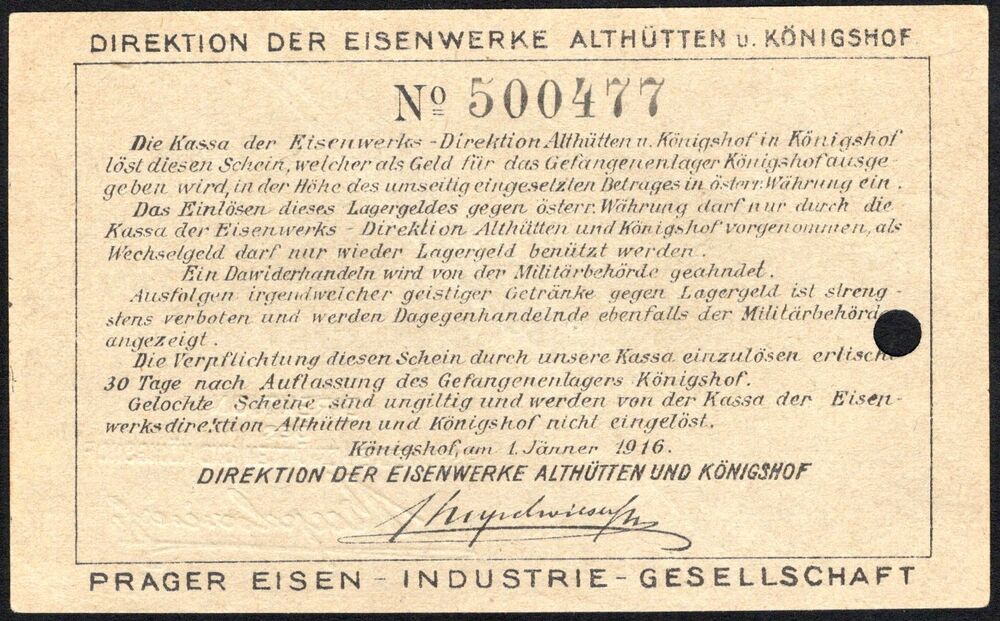 DIREKTION DER EISENWERKE ALTHÜTTEN u. KÖNIGSHOF
No 500477
Die Kassa der Eisenwerks-Direktion Althütten u. Königshof in Königshof
löst diesen Schein, welcher als Geld für das Gefangenenlager Königshof ausge-
geben wird, in der Höhe des umseitig eingesetzten Betrages in österr. Währung ein.
Das Einlösen dieses Lagergeldes gegen österr. Währung darf nur durch die
Kassa der Eisenwerks-Direktion Althütten und Königshof vorgenommen, als
Wechselgeld darf nur wieder Lagergeld benützt werden.
Ein Dawiderhandeln wird von der Militärbehörde geahndet.
Ausfolgen irgendwelcher geistiger Getränke gegen Lagergeld ist streng-
stens verboten und werden Dagegenhandelnde ebenfalls der Militärbehörde
angezeigt.
Die Verpflichtung diesen Schein durch unsere Kassa einzulösen erlischt
30 Tage nach Auflassung des Gefangenenlagers Königshof.
Gelochte Scheine sind ungiltig und werden von der Kassa der Eisen-
werksdirektion Althütten und Königshof nicht eingelöst.
Königshof, am 1. Jänner 1916.
DIREKTION DER EISENWERKE ALTHÜTTEN UND KÖNIGSHOF
PRAGER EISEN-INDUSTRIE-GESELLSCHAFT